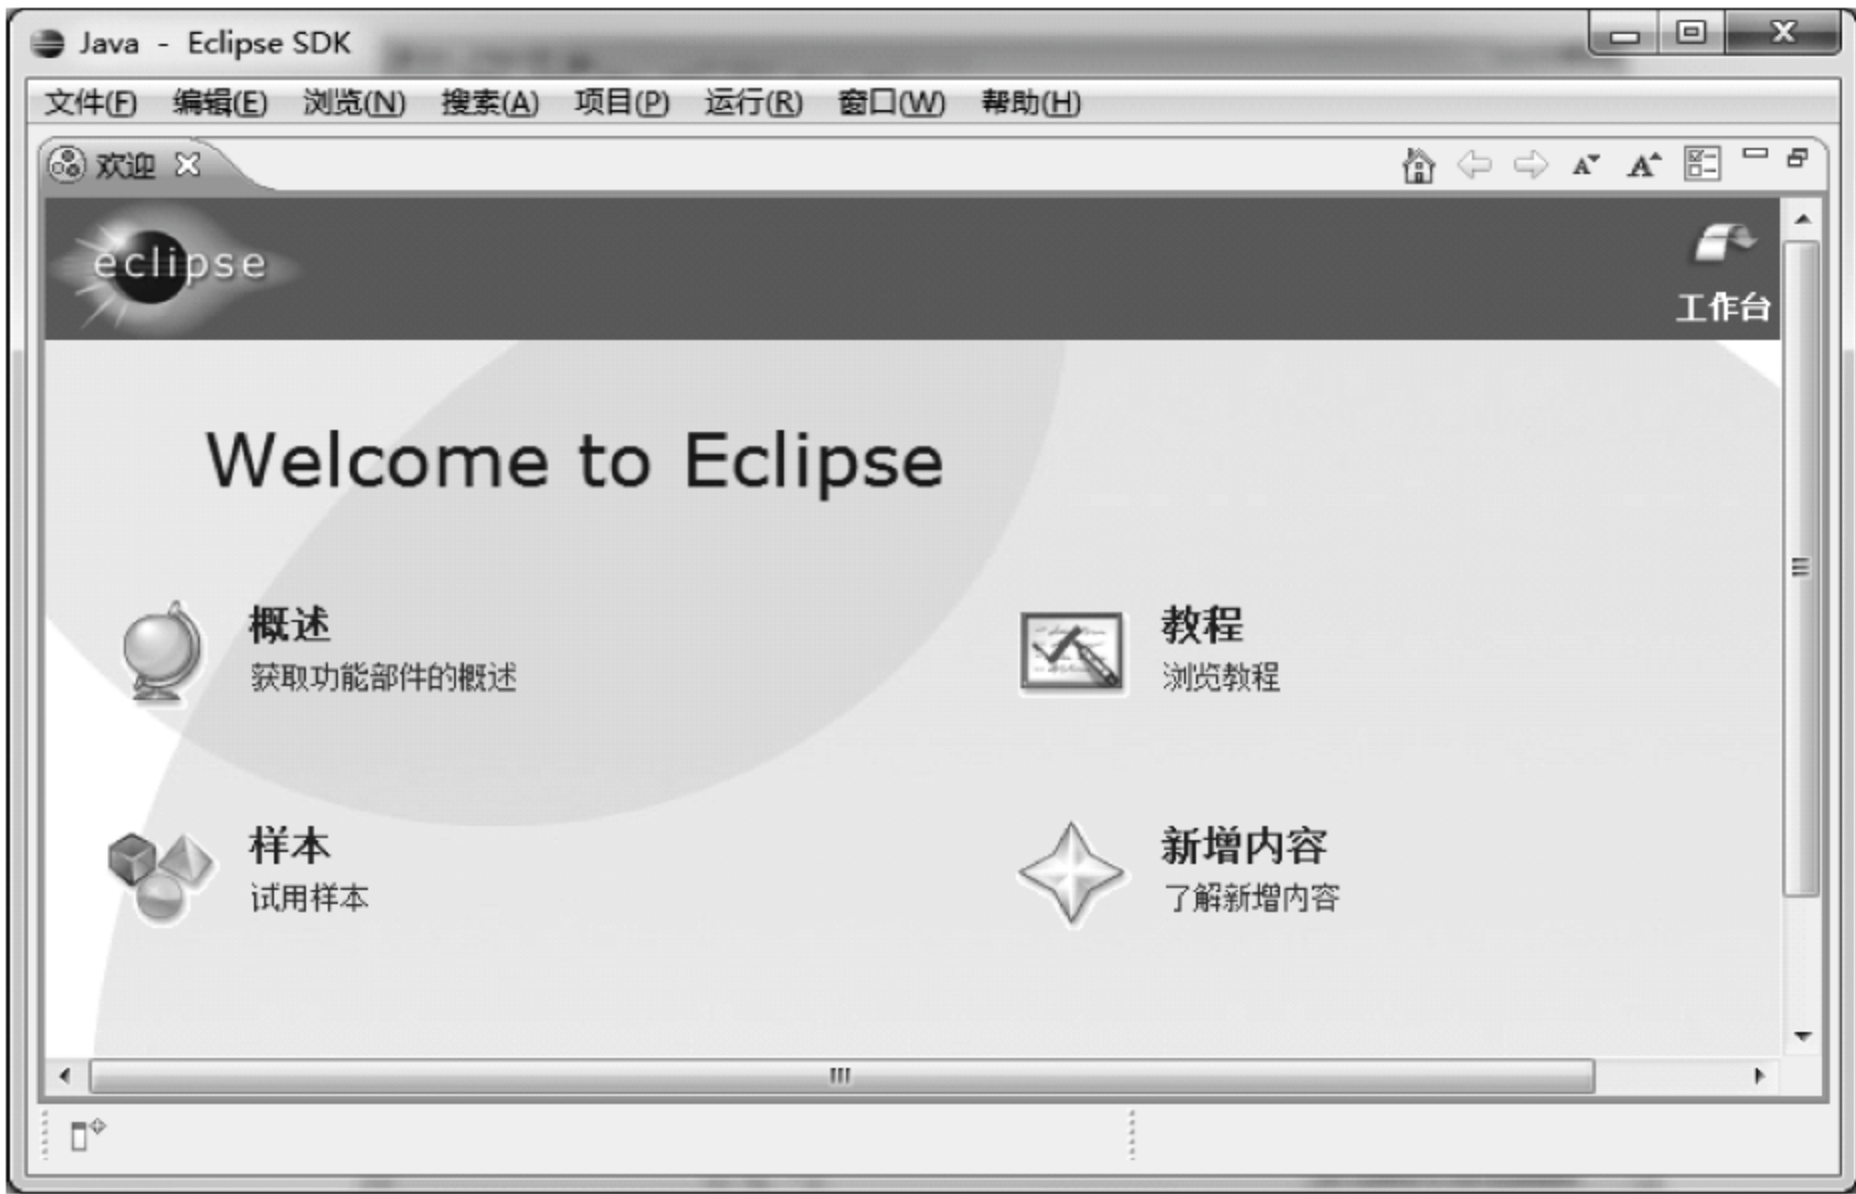 Java - Eclipse SDK
文件(F) 编辑(E) 浏览(N) 搜索(A) 项目(P) 运行(R) 窗口(W) 帮助(H)
欢迎
eclipse
工作台
Welcome to Eclipse
概述
获取功能部件的概述
教程
浏览教程
样本
试用样本
新增内容
了解新增内容